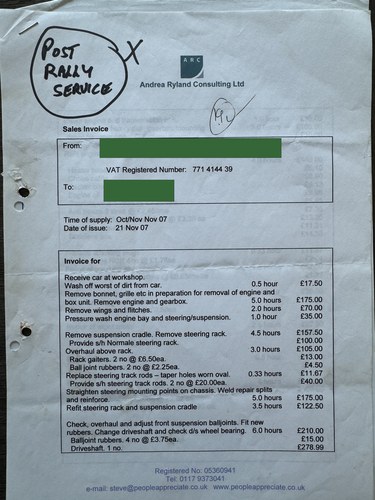 POST
RALLY
SERVICE
X
ARC
Andrea Ryland Consulting Ltd
Sales Invoice
From:
VAT Registered Number: 771 4144 39
To:
Time of supply: Oct/Nov Nov 07
Date of issue: 21 Nov 07
Invoice for
Receive car at workshop.
Wash off worst of dirt from car. 0.5 hour £17.50
Remove bonnet, grille etc in preparation for removal of engine and
box unit. Remove engine and gearbox. 5.0 hours £175.00
Remove wings and flitches. 2.0 hours £70.00
Pressure wash engine bay and steering/suspension. 1.0 hour £35.00
Remove suspension cradle. Remove steering rack. 4.5 hours £157.50
Provide s/h Normale steering rack. £100.00
Overhaul above rack. 3.0 hours £105.00
Rack gaiters. 2 no @ £6.50ea. £13.00
Ball joint rubbers. 2 no @ £2.25ea. £4.50
Replace steering track rods – taper holes worn oval. 0.33 hour £11.67
Provide s/h steering track rods. 2 no @ £20.00ea. £40.00
Straighten steering mounting points on chassis. Weld repair splits
and reinforce. 5.0 hours £175.00
Refit steering rack and suspension cradle 3.5 hours £122.50
Check, overhaul and adjust front suspension balljoints. Fit new
rubbers. Change driveshaft and check d/s wheel bearing. 6.0 hours £210.00
Balljoint rubbers. 4 no @ £3.75ea. £15.00
Driveshaft. 1 no. £278.99
Registered No: 05360941
Tel: 0117 9373041
e-mail: steve@peopleappreciate.co.uk www.peopleappreciate.co.uk